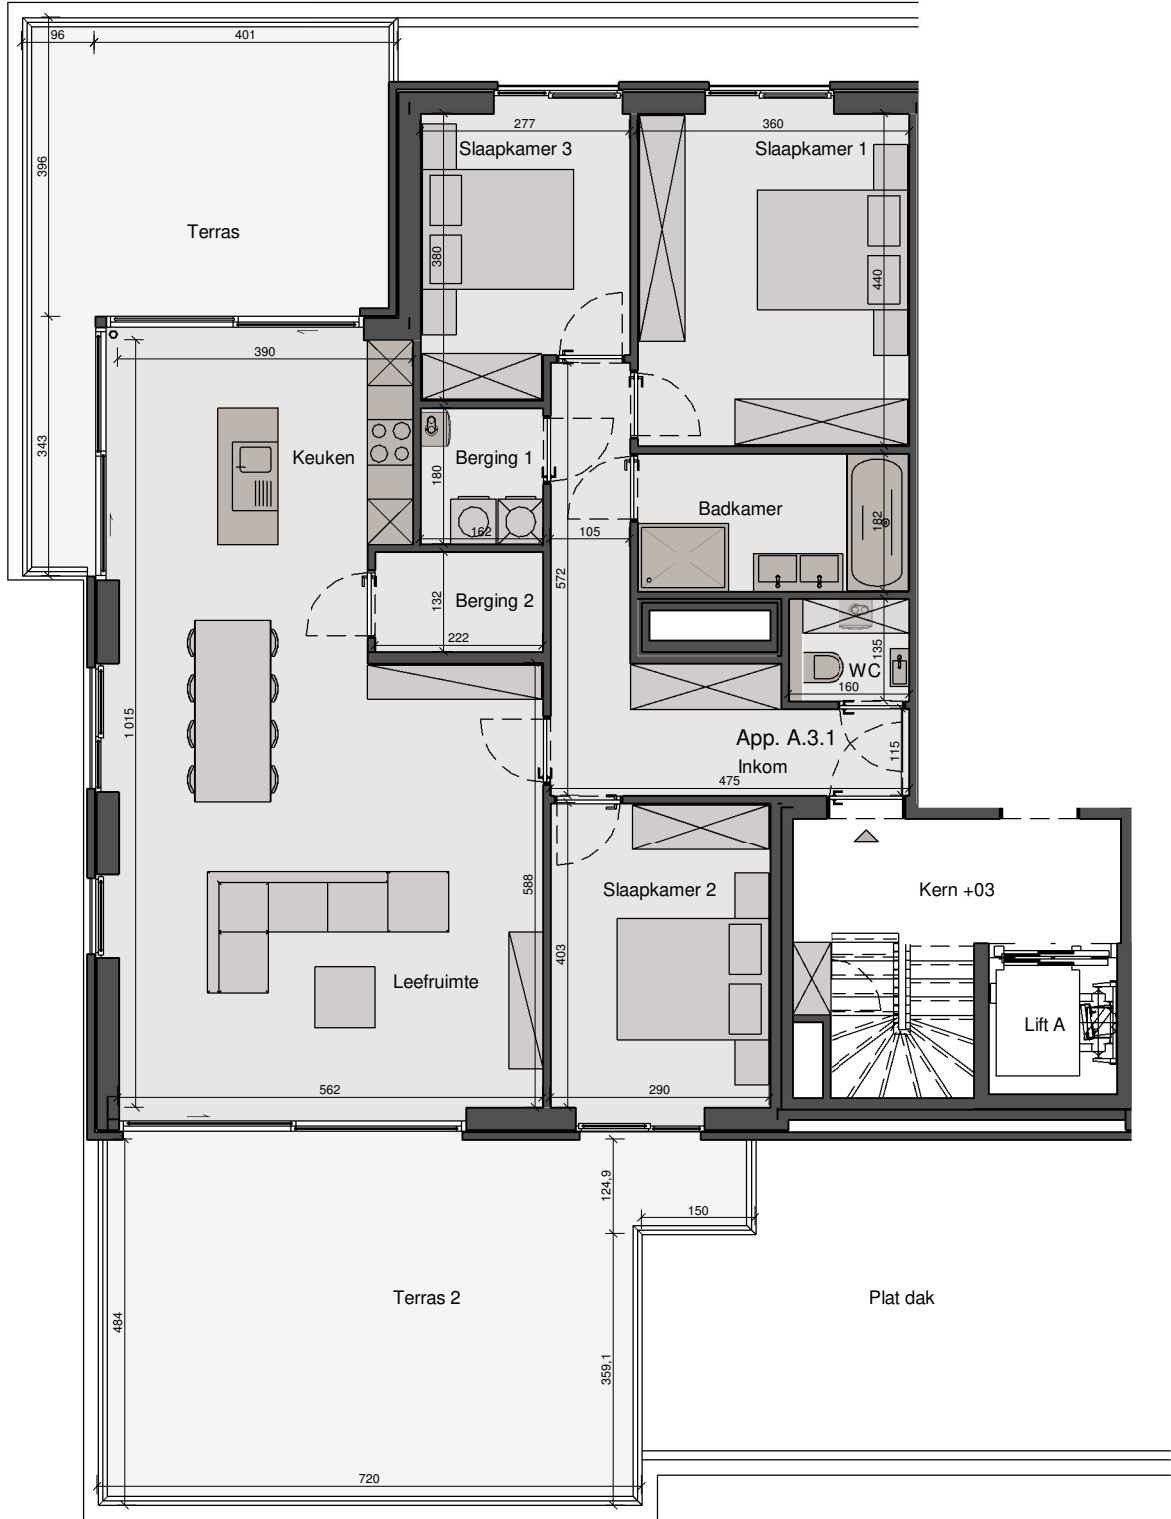 96
401
277
360
Slaapkamer 3
Slaapkamer 1
396
Terras
380
440
390
343
Keuken
Berging 1
180
162
105
Badkamer
182
572
132
Berging 2
222
135
WC
160
1 015
App. A.3.1
Inkom
115
475
588
Slaapkamer 2
Kern +03
403
Leefruimte
Lift A
562
290
124,9
150
Terras 2
Plat dak
484
359,1
720